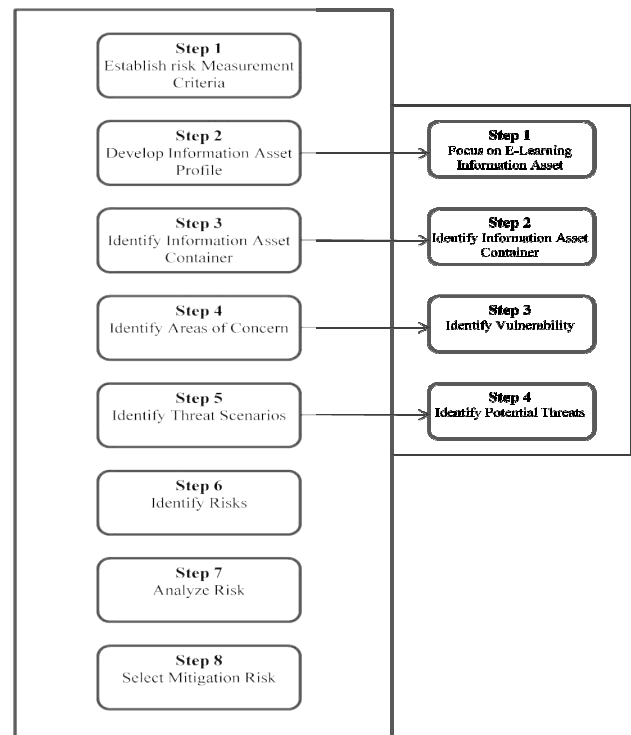 Step 1
Establish risk Measurement
Criteria
Step 2
Develop Information Asset
Profile
Step 3
Identify Information Asset
Container
Step 4
Identify Areas of Concern
Step 5
Identify Threat Scenarios
Step 6
Identify Risks
Step 7
Analyze Risk
Step 8
Select Mitigation Risk
Step 1
Focus on E-Learning
Information Asset
Step 2
Identify Information Asset
Container
Step 3
Identify Vulnerability
Step 4
Identify Potential Threats